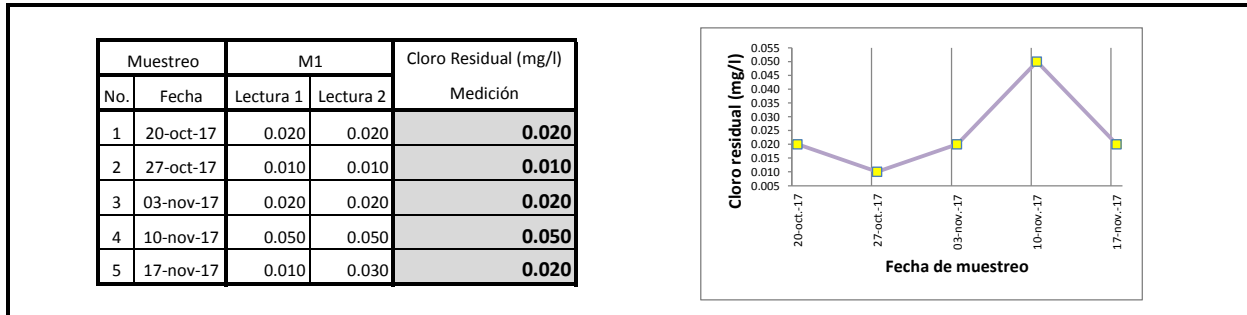 Muestreo M1 Cloro Residual (mg/l)
No. Fecha Lectura 1 Lectura 2 Medición
1 20-oct-17 0.020 0.020 0.020
2 27-oct-17 0.010 0.010 0.010
3 03-nov-17 0.020 0.020 0.020
4 10-nov-17 0.050 0.050 0.050
5 17-nov-17 0.010 0.030 0.020
Cloro residual (mg/l)
0.055
0.050
0.045
0.040
0.035
0.030
0.025
0.020
0.015
0.010
0.005
20-oct.-17
27-oct.-17
03-nov.-17
10-nov.-17
17-nov.-17
Fecha de muestreo